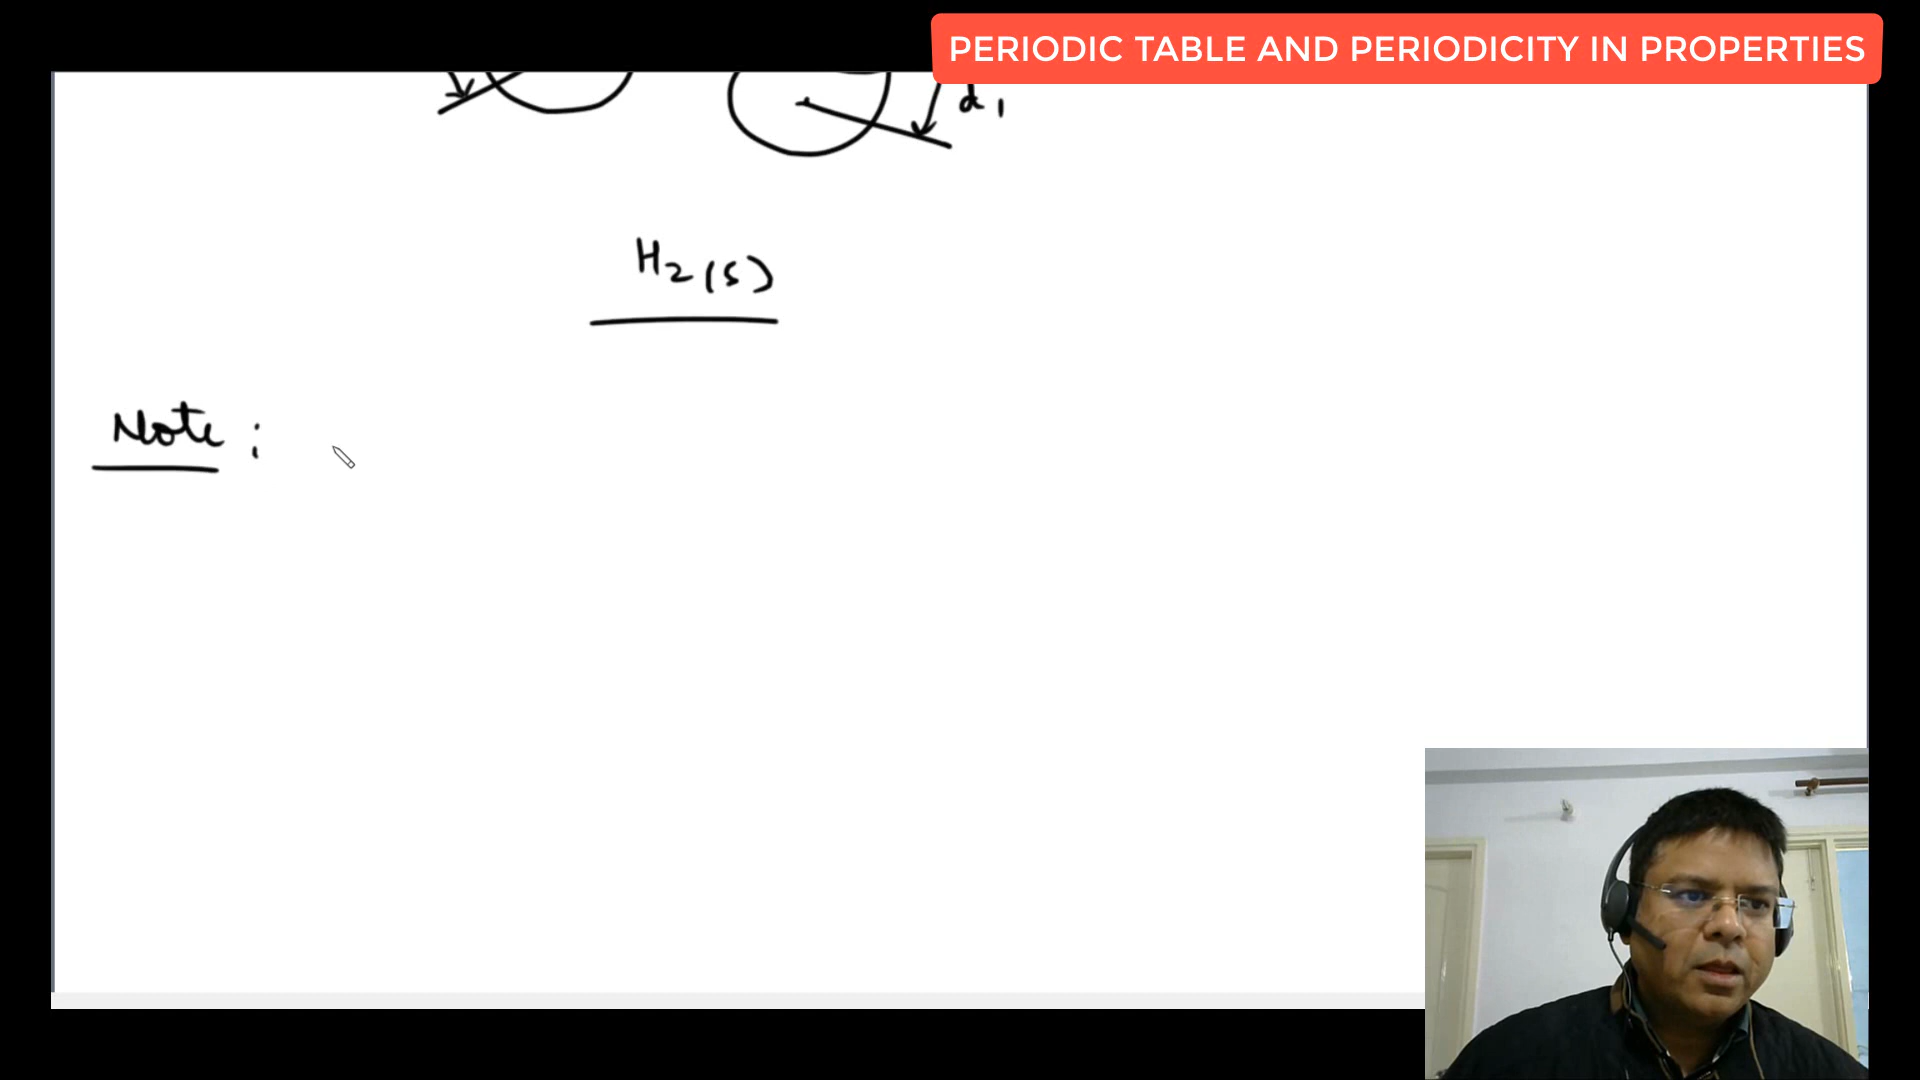 PERIODIC TABLE AND PERIODICITY IN PROPERTIES
d1
H2(s)
Note :